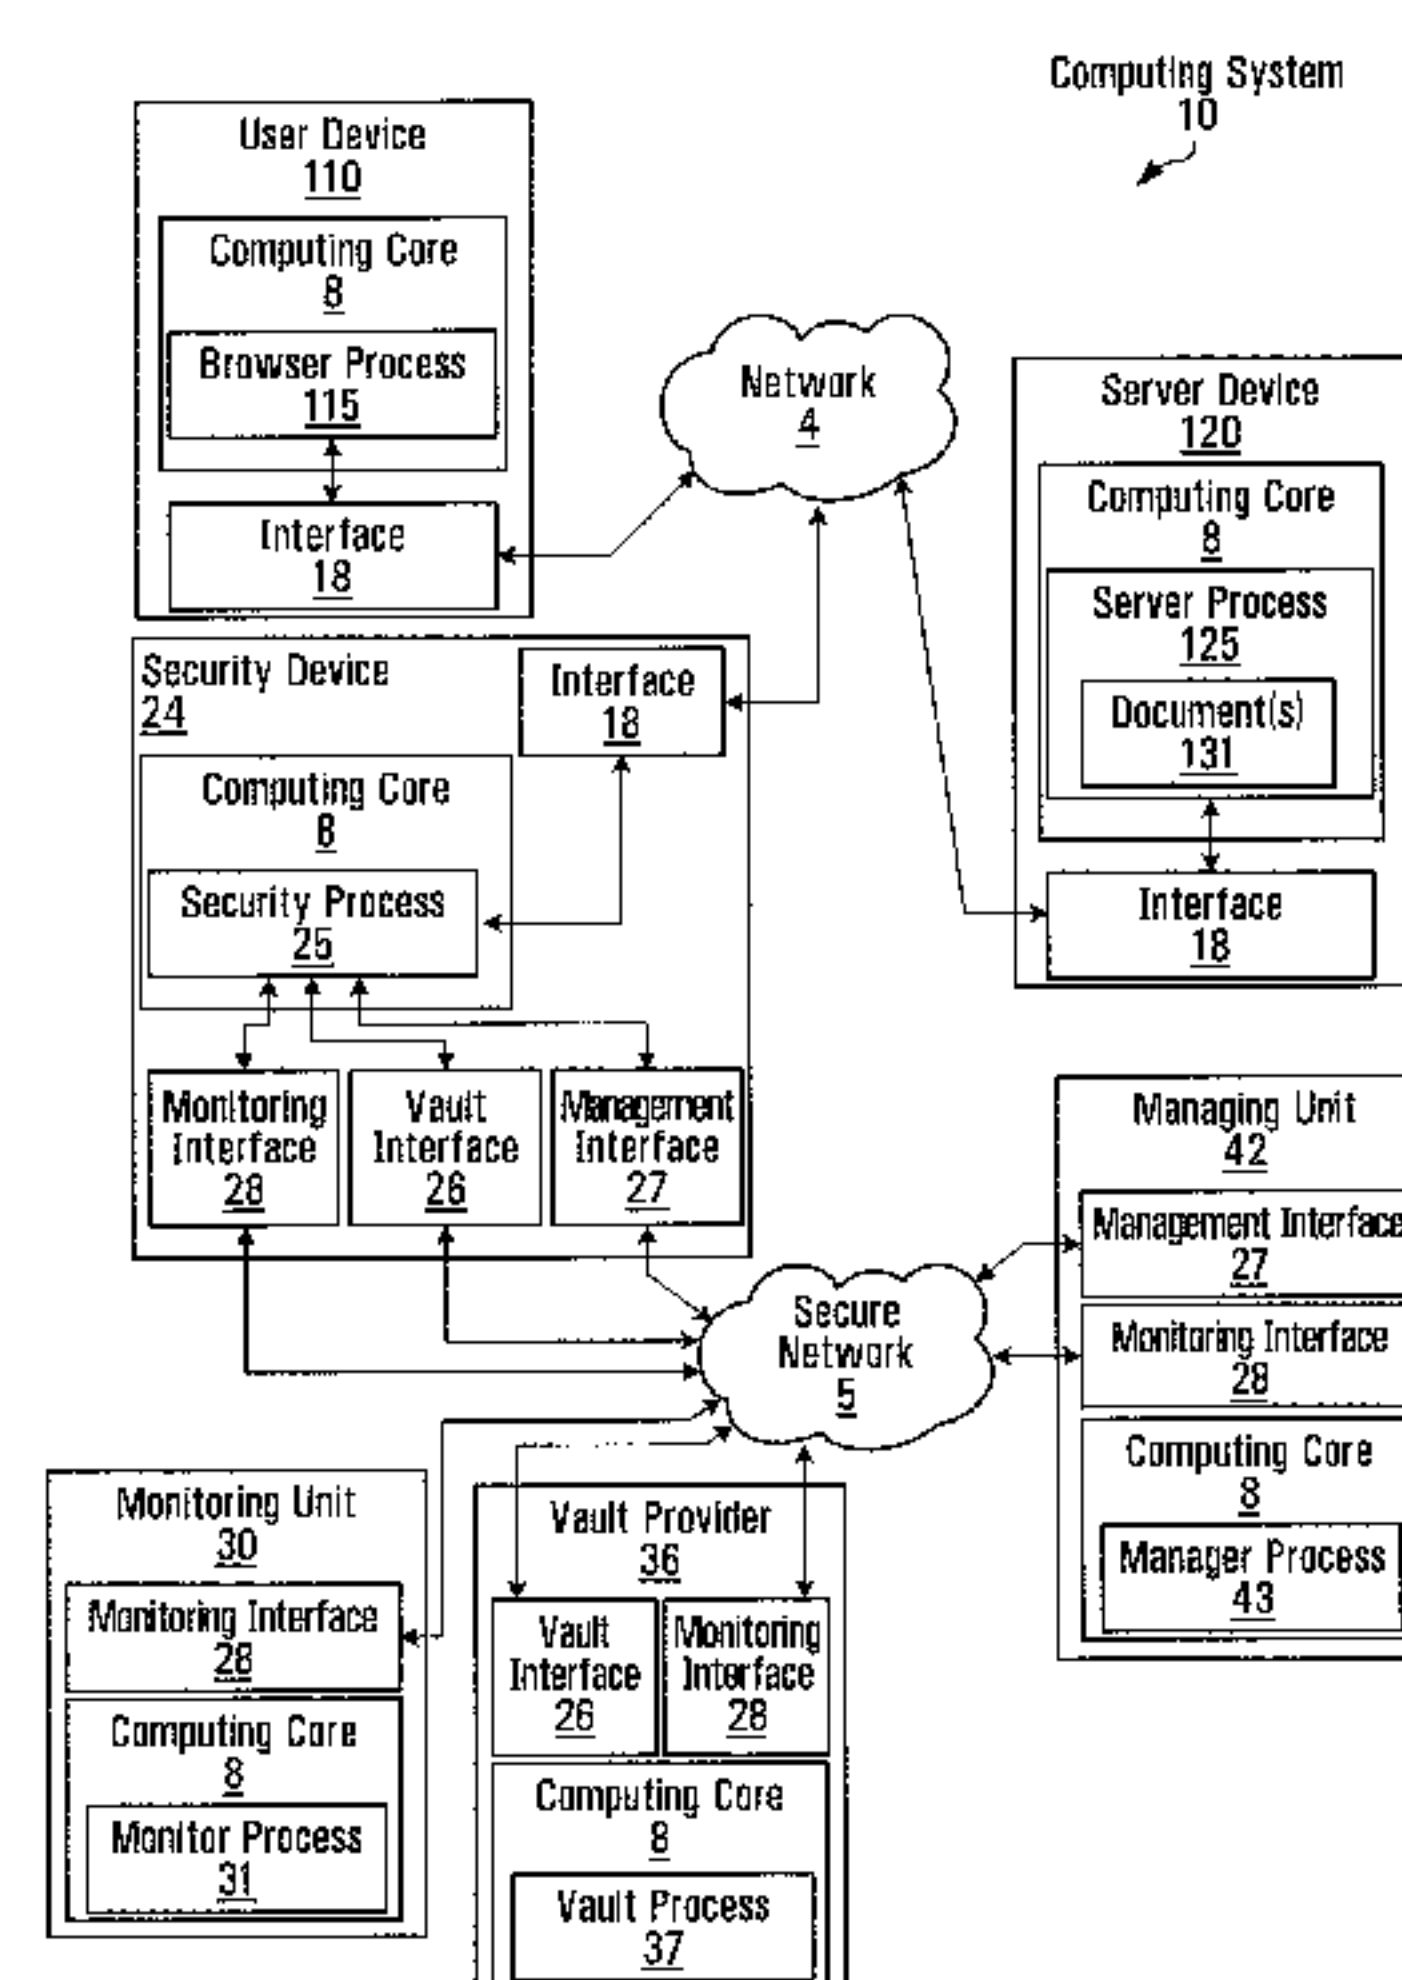 Computing System
10
User Device
110
Computing Core
8
Browser Process
115
Interface
18
Network
4
Server Device
120
Computing Core
8
Server Process
125
Document(s)
131
Interface
18
Security Device
24
Interface
18
Computing Core
8
Security Process
25
Monitoring
Interface
28
Vault
Interface
26
Management
Interface
27
Managing Unit
42
Management Interface
27
Monitoring Interface
28
Computing Core
8
Manager Process
43
Secure
Network
5
Monitoring Unit
30
Monitoring Interface
28
Computing Core
8
Monitor Process
31
Vault Provider
36
Vault
Interface
26
Monitoring
Interface
28
Computing Core
8
Vault Process
37